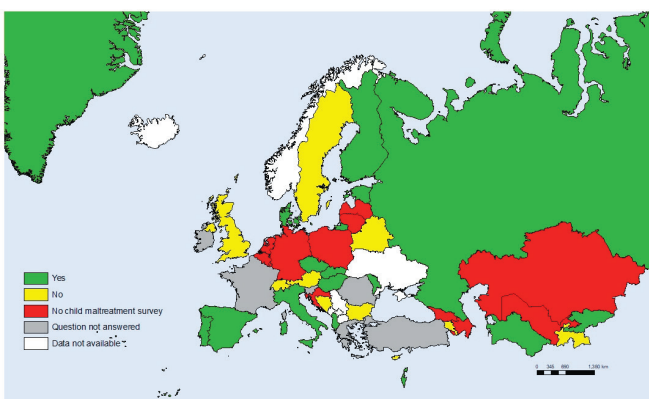 Yes
No
No child maltreatment survey
Question not answered
Data not available
0 345 690 1,380 km